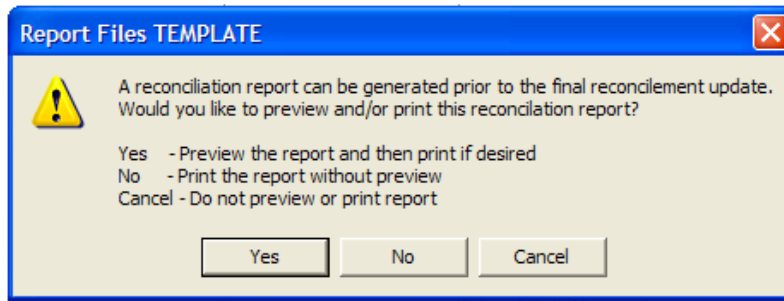 Report Files TEMPLATE
A reconciliation report can be generated prior to the final reconcilement update.
Would you like to preview and/or print this reconcilation report?
Yes - Preview the report and then print if desired
No - Print the report without preview
Cancel - Do not preview or print report
Yes No Cancel